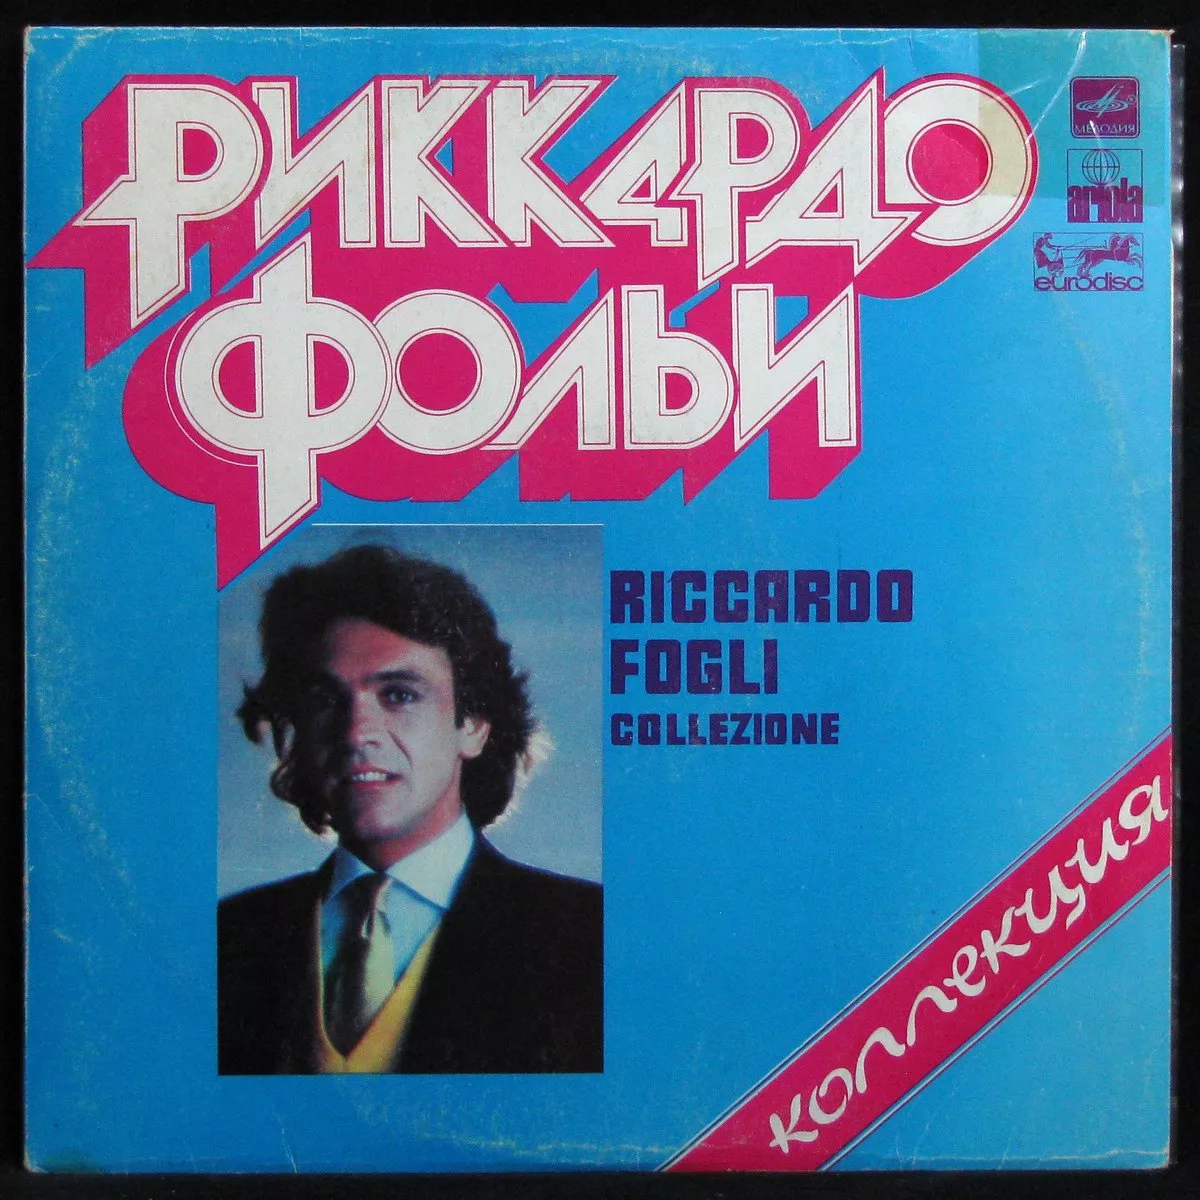 РИККАРДО
ФОЛЬИ
МЕЛОДИЯ
ariola
eurodisc
RICCARDO
FOGLI
COLLEZIONE
коллекция